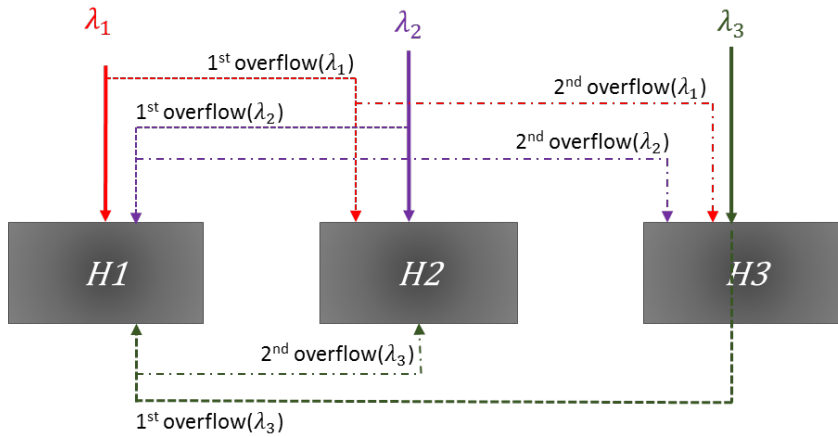 λ₁
λ₂
λ₃
1ˢᵗ overflow(λ₁)
2ⁿᵈ overflow(λ₁)
1ˢᵗ overflow(λ₂)
2ⁿᵈ overflow(λ₂)
H1
H2
H3
2ⁿᵈ overflow(λ₃)
1ˢᵗ overflow(λ₃)